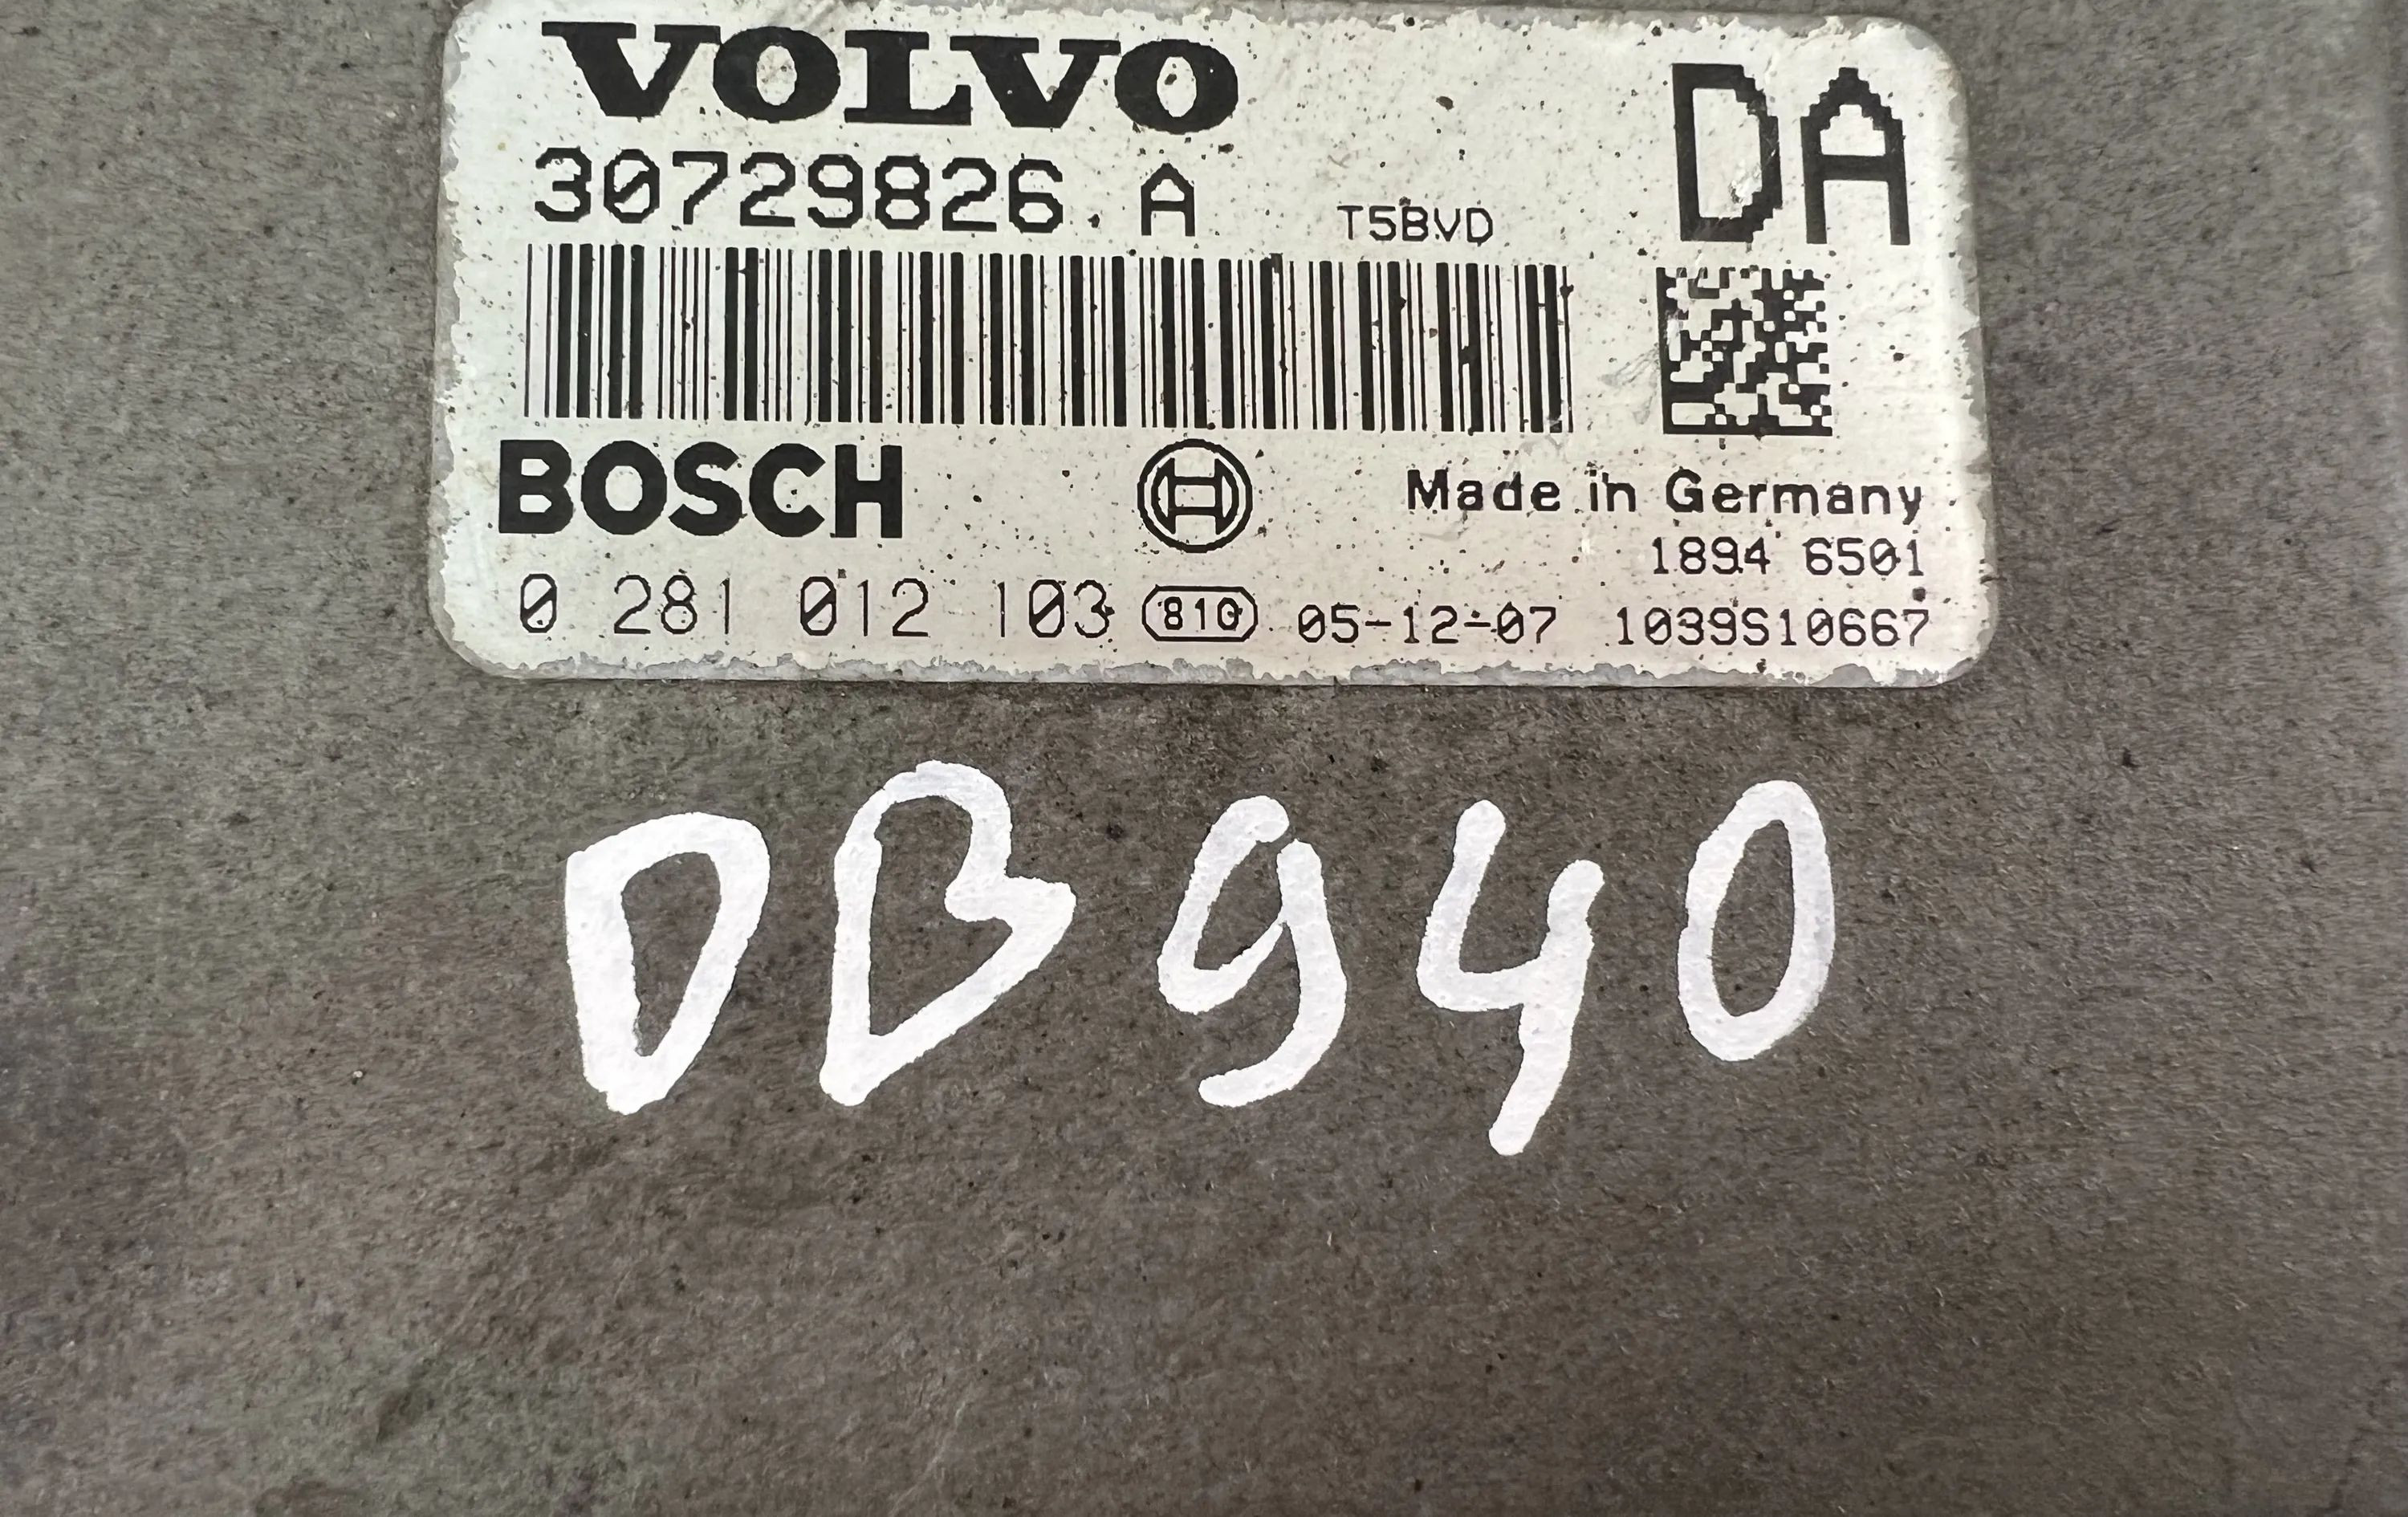 VOLVO
DA
30729826 A T5BVD
BOSCH Made in Germany
1894 6501
0 281 012 103 810 05-12-07 1039S10667
DB940